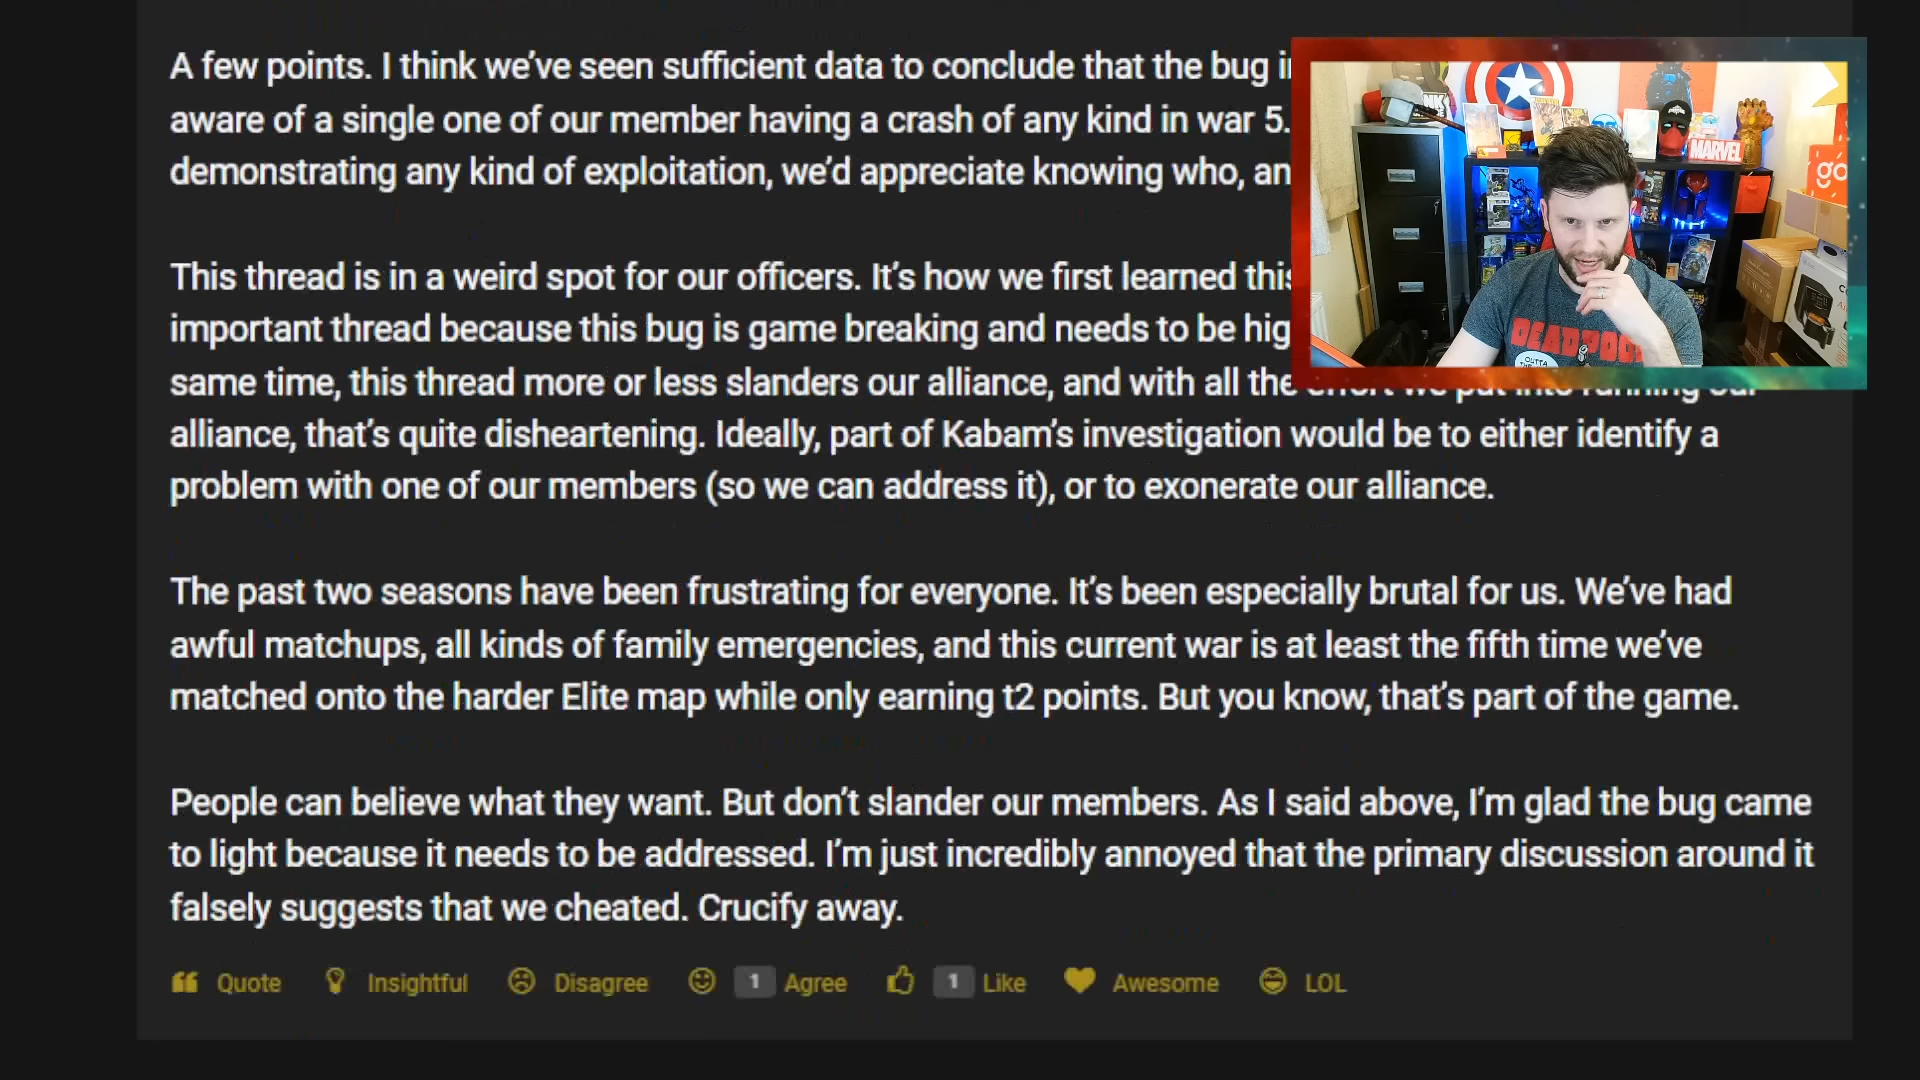 A few points. I think we've seen sufficient data to conclude that the bug
aware of a single one of our member having a crash of any kind in war 5.
demonstrating any kind of exploitation, we'd appreciate knowing who,
This thread is in a weird spot for our officers. It's how we first learned
important thread because this bug is game breaking and needs to be
same time, this thread more or less slanders our alliance, and with all the effort we put into running our
alliance, that's quite disheartening. Ideally, part of Kabam's investigation would be to either identify a
problem with one of our members (so we can address it), or to exonerate our alliance.
The past two seasons have been frustrating for everyone. It's been especially brutal for us. We've had
awful matchups, all kinds of family emergencies, and this current war is at least the fifth time we've
matched onto the harder Elite map while only earning t2 points. But you know, that's part of the game.
People can believe what they want. But don't slander our members. As I said above, I'm glad the bug came
to light because it needs to be addressed. I'm just incredibly annoyed that the primary discussion around it
falsely suggests that we cheated. Crucify away.
Quote Insightful Disagree 1 Agree 1 Like Awesome LOL
MARVEL
DEADPOOL
OUTTA